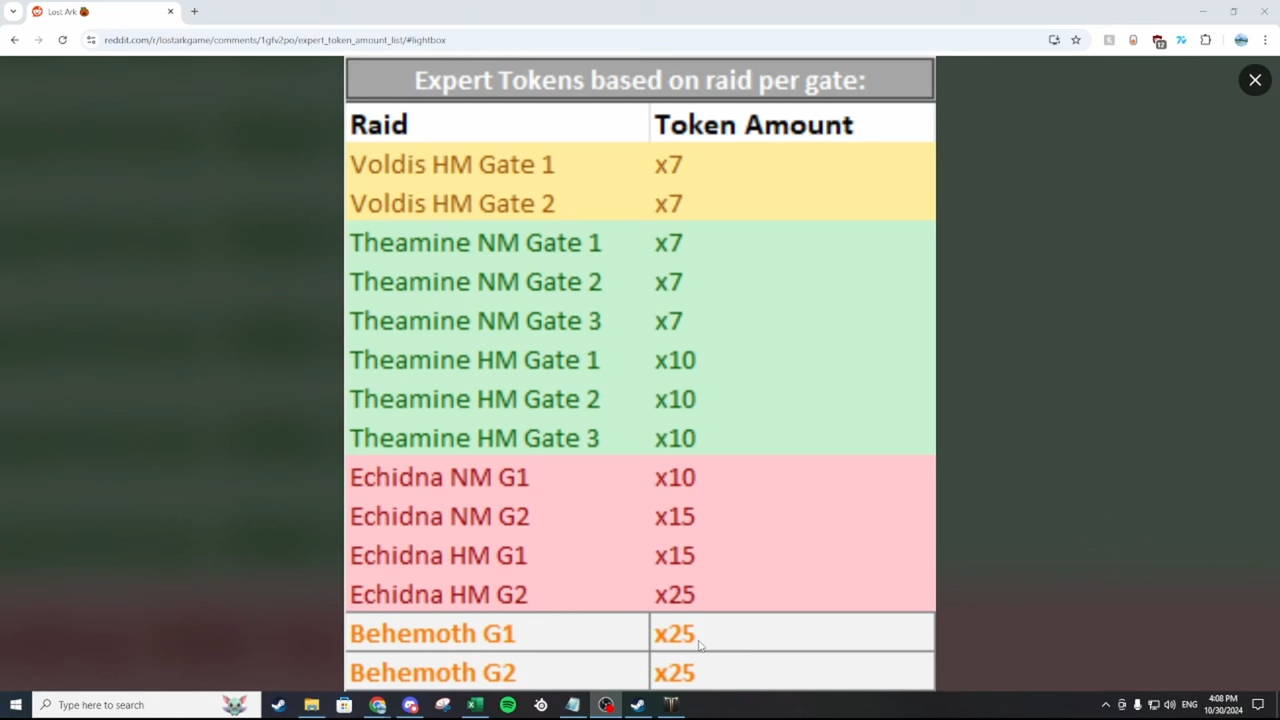 Lost Ark
reddit.com/r/lostarkgame/comments/1gfv2po/expert_token_amount_list/#lightbox
12
Expert Tokens based on raid per gate:
Raid Token Amount
Voldis HM Gate 1 x7
Voldis HM Gate 2 x7
Theamine NM Gate 1 x7
Theamine NM Gate 2 x7
Theamine NM Gate 3 x7
Theamine HM Gate 1 x10
Theamine HM Gate 2 x10
Theamine HM Gate 3 x10
Echidna NM G1 x10
Echidna NM G2 x15
Echidna HM G1 x15
Echidna HM G2 x25
Behemoth G1 x25
Behemoth G2 x25
Type here to search
ENG
4:08 PM
10/30/2024